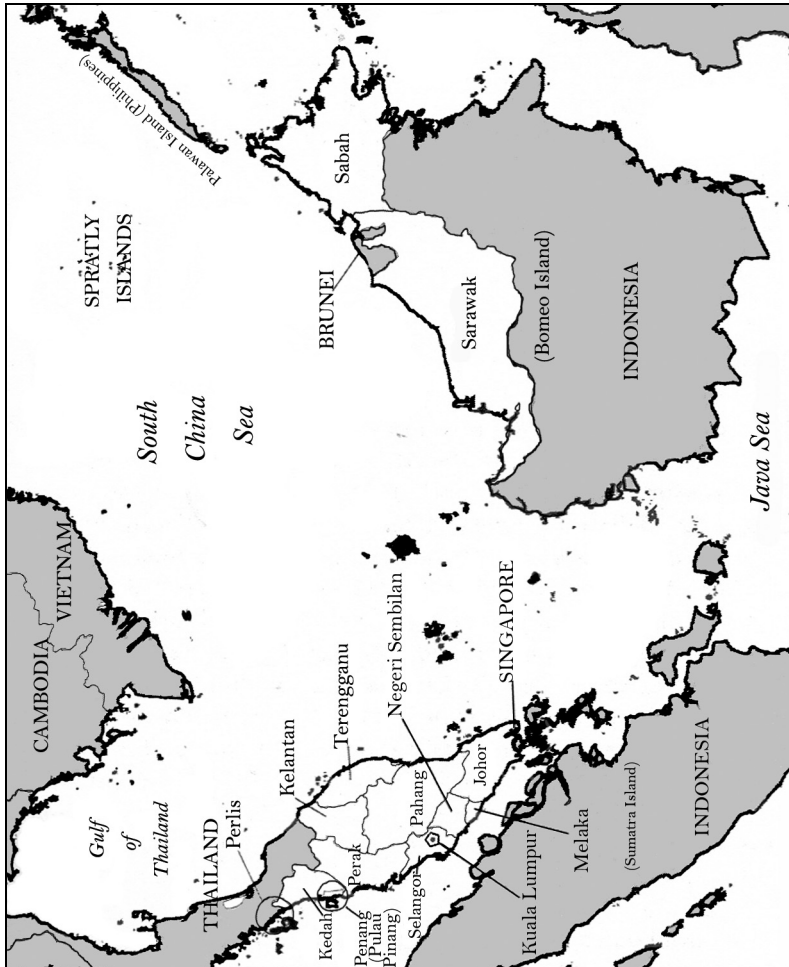 CAMBODIA
VIETNAM
SPRATLY
ISLANDS
Palawan Island (Philippines)
Gulf
of
Thailand
South
China
Sea
THAILAND
Perlis
Kelantan
Terengganu
BRUNEI
Sabah
Kedah
Penang
(Pulau
Pinang)
Perak
Selangor
Pahang
Negeri Sembilan
Sarawak
Johor
SINGAPORE
Kuala Lumpur
Melaka
(Bomeo Island)
(Sumatra Island)
INDONESIA
INDONESIA
Java Sea